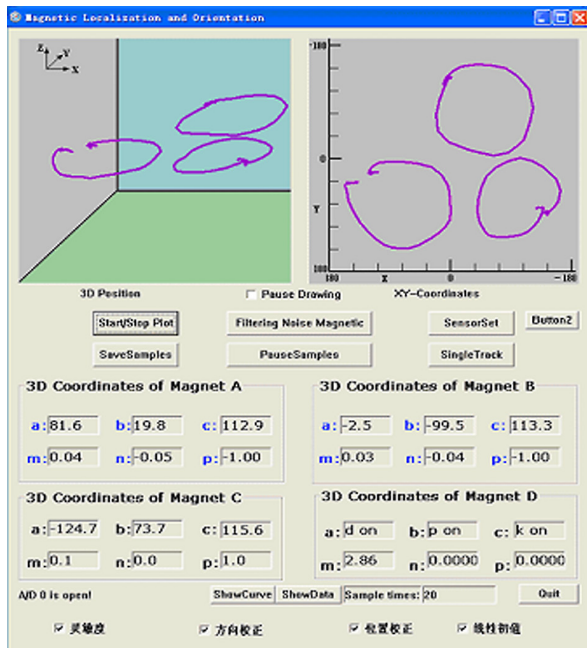 Magnetic Localization and Orientation
Z Y X
-180
0
Y
180
180 X 0 -180
3D Position
Pause Drawing
XY-Coordinates
Start/Stop Plot
Filtering Noise Magnetic
SensorSet
Button2
SaveSamples
PauseSamples
SingleTrack
3D Coordinates of Magnet A
a: 81.6 b: 19.8 c: 112.9
m: 0.04 n: -0.05 p: -1.00
3D Coordinates of Magnet B
a: -2.5 b: -99.5 c: 113.3
m: 0.03 n: -0.04 p: -1.00
3D Coordinates of Magnet C
a: -124.7 b: 73.7 c: 115.6
m: 0.1 n: 0.0 p: 1.0
3D Coordinates of Magnet D
a: d on b: p on c: k on
m: 2.86 n: 0.0000 p: 0.0000
A/D 0 is open!
ShowCurve
ShowData
Sample times: 20
Quit
灵敏度
方向校正
位置校正
线性初值